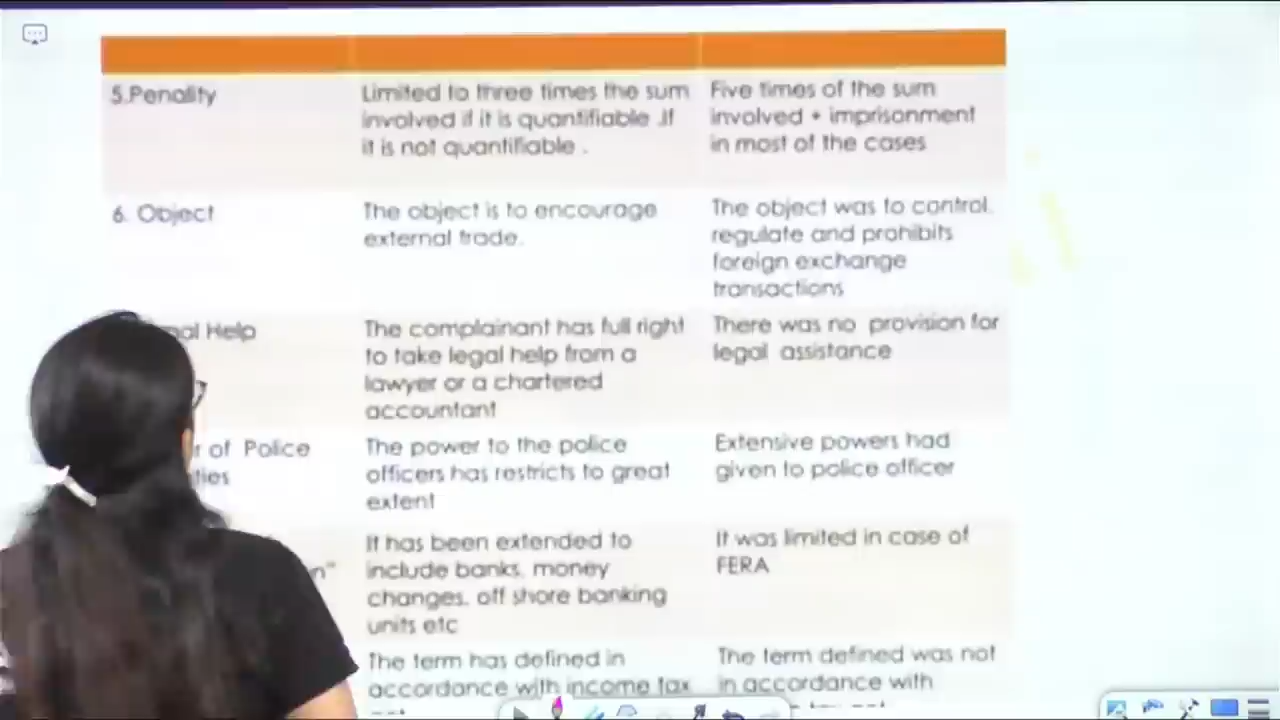 5.Penality
Limited to three times the sum
involved if it is quantifiable .If
it is not quantifiable .
Five times of the sum
involved + imprisonment
in most of the cases
6. Object
The object is to encourage
external trade.
The object was to control,
regulate and prohibits
foreign exchange
transactions
Help
The complainant has full right
to take legal help from a
lawyer or a chartered
accountant
There was no provision for
legal assistance
of Police
The power to the police
officers has restricts to great
extent
Extensive powers had
given to police officer
It has been extended to
include banks, money
changes, off shore banking
units etc
It was limited in case of
FERA
The term has defined in
accordance with income tax
The term defined was not
in accordance with